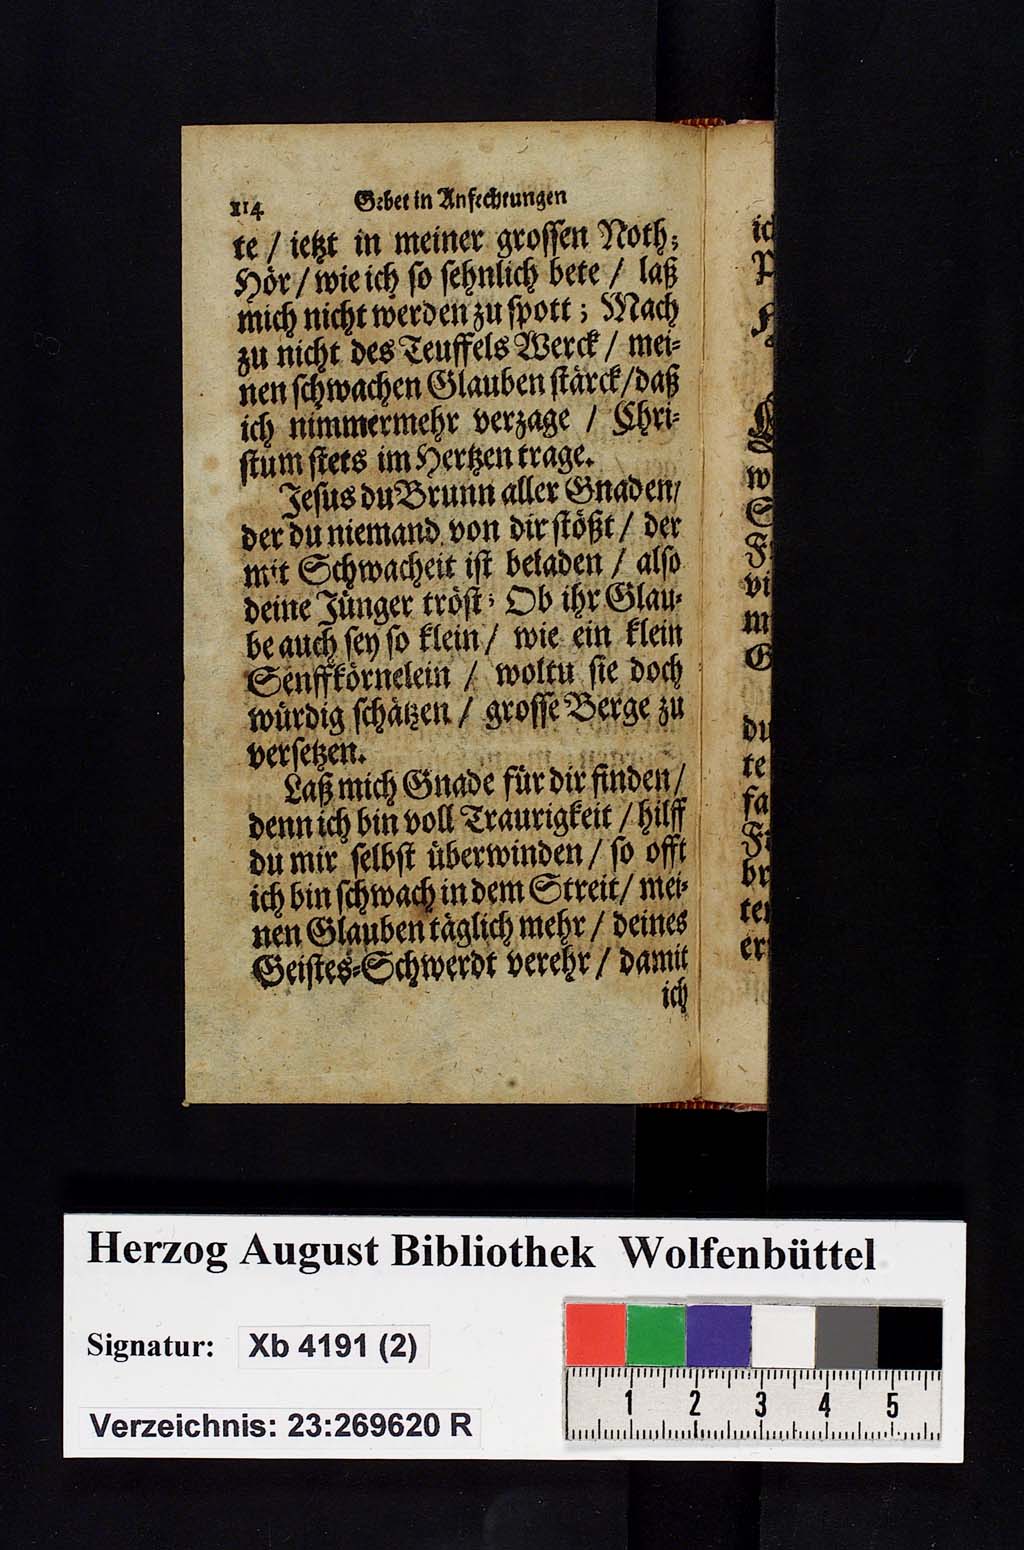 114 Gebet in Anfechtungen
te / ietzt in meiner grossen Noth;
Hör / wie ich so sehnlich bete / laß
mich nicht werden zu spott; Mach
zu nicht des Teuffels Werck / mei-
nen schwachen Glauben stärck / daß
ich nimmermehr verzage / Chri-
stum stets im Hertzen trage.
Jesus du Brunn aller Gnaden /
der du niemand von dir stößt / der
mit Schwacheit ist beladen / also
deine Jünger tröst; Ob ihr Glau-
be auch sey so klein / wie ein klein
Senffkörnelein / woltu sie doch
würdig schätzen / grosse Berge zu
versetzen.
Laß mich Gnade für dir finden /
denn ich bin voll Traurigkeit / hilff
du mir selbst überwinden / so offt
ich bin schwach in dem Streit / mei-
nen Glauben täglich mehr / deines
Geistes-Schwerdt verehr / damit
ich
w
vi
m
G
du
te
fa
br
er
Herzog August Bibliothek Wolfenbüttel
Signatur: Xb 4191 (2)
Verzeichnis: 23:269620 R
1 2 3 4 5